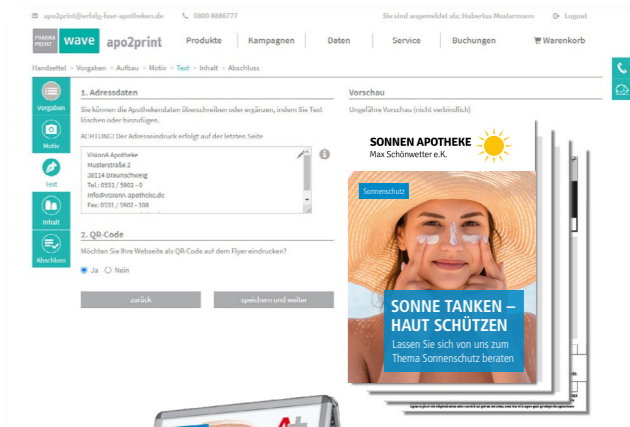 apo2print@erfolg-fuer-apotheken.de
0800 8886777
Sie sind angemeldet als: Hubertus Mustermann
Logout
PHARMA PRIVAT
wave
apo2print
Produkte
Kampagnen
Daten
Service
Buchungen
Warenkorb
Handzettel > Vorgaben > Aufbau > Motiv > Text > Inhalt > Abschluss
Vorgaben
Motiv
Text
Inhalt
Abschluss
1. Adressdaten
Sie können die Apothekendaten überschreiben oder ergänzen, indem Sie Text
löschen oder hinzufügen.
ACHTUNG! Der Adresseindruck erfolgt auf der letzten Seite
VisionA Apotheke
Musterstraße 2
38114 Braunschweig
Tel.: 0531 / 5902 - 0
info@visionA-apotheke.de
Fax: 0531 / 5902 - 108
2. QR-Code
Möchten Sie Ihre Webseite als QR-Code auf dem Flyer eindrucken?
Ja
Nein
zurück
speichern und weiter
Vorschau
Ungefähre Vorschau (nicht verbindlich)
SONNEN APOTHEKE
Max Schönwetter e.K.
Sonnenschutz
SONNE TANKEN –
HAUT SCHÜTZEN
Lassen Sie sich von uns zum
Thema Sonnenschutz beraten